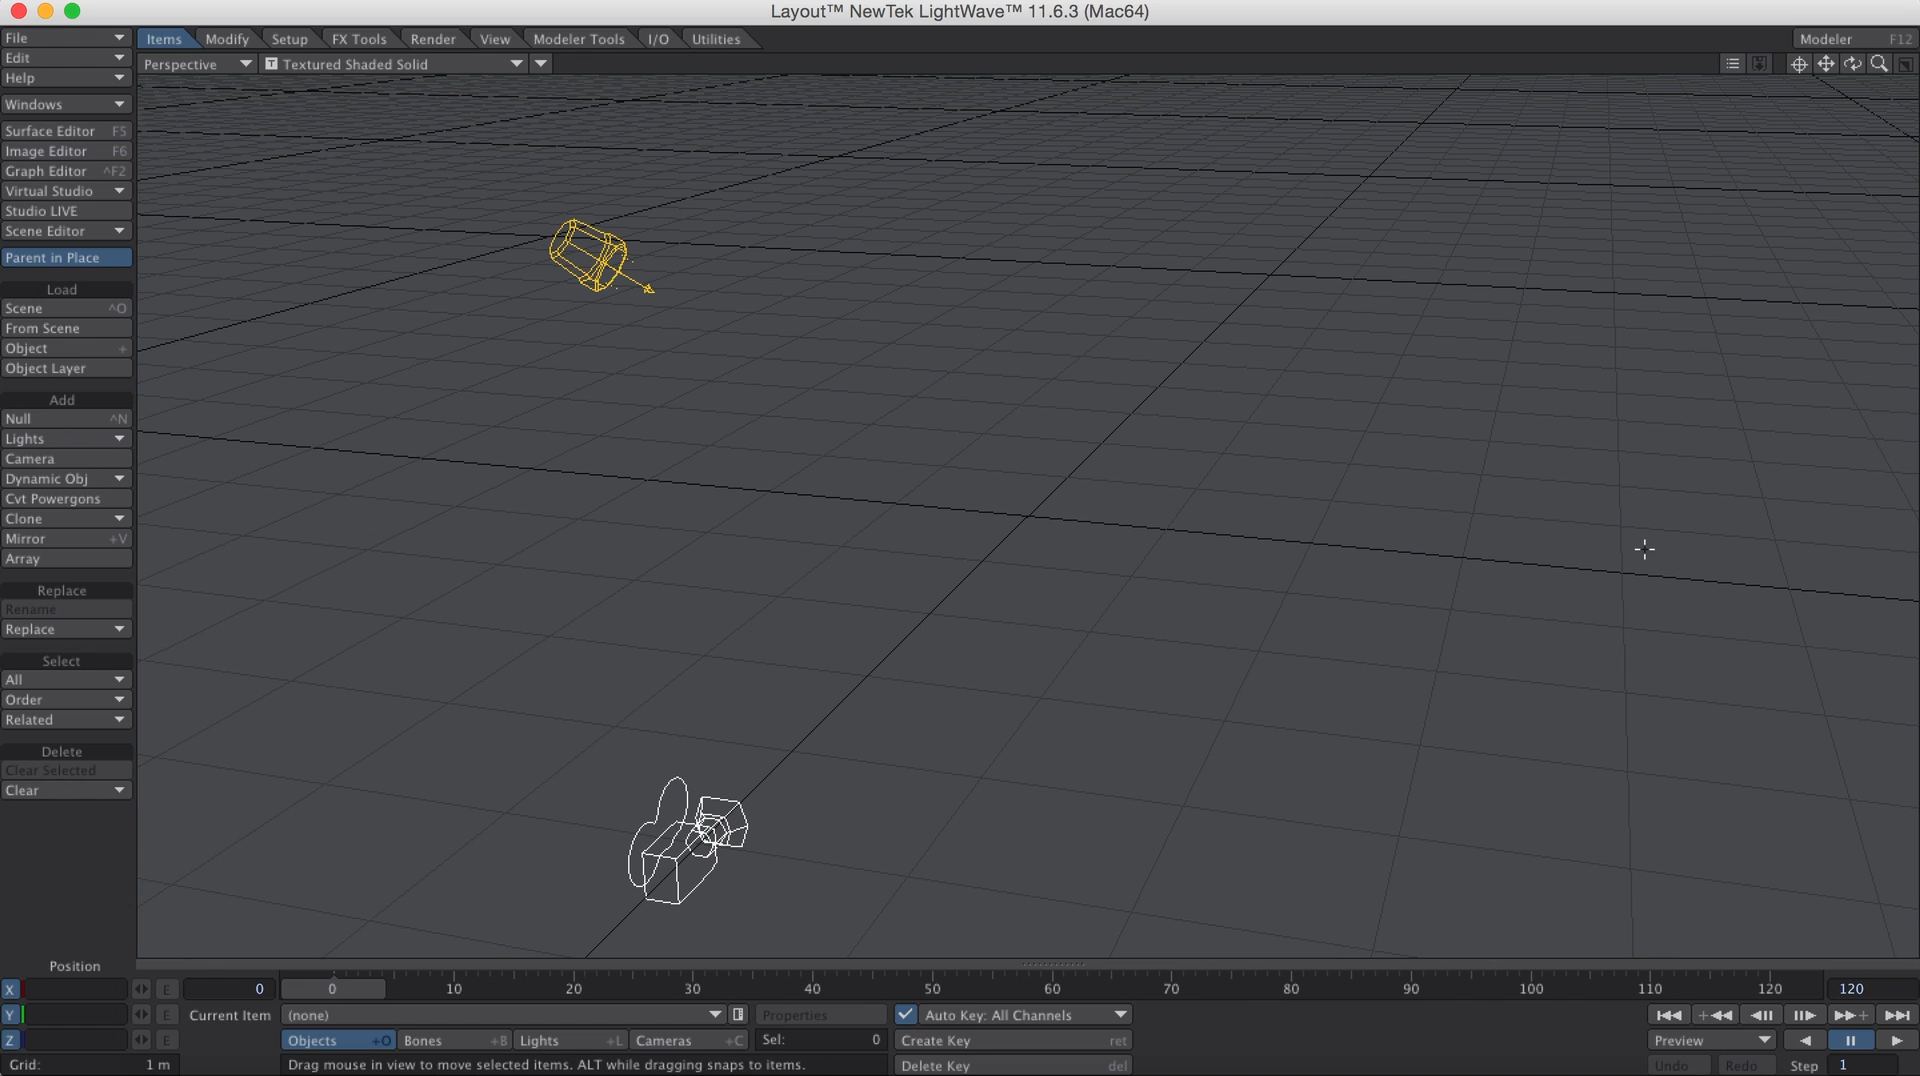 Layout™ NewTek LightWave™ 11.6.3 (Mac64)
File
Edit
Help
Windows
Surface Editor F5
Image Editor F6
Graph Editor ^F2
Virtual Studio
Studio LIVE
Scene Editor
Parent in Place
Load
Scene ^O
From Scene
Object +
Object Layer
Add
Null ^N
Lights
Camera
Dynamic Obj
Cvt Powergons
Clone
Mirror +V
Array
Replace
Rename
Replace
Select
All
Order
Related
Delete
Clear Selected
Clear
Items Modify Setup FX Tools Render View Modeler Tools I/O Utilities Modeler F12
Perspective T Textured Shaded Solid
Position
X E 0 0 10 20 30 40 50 60 70 80 90 100 110 120 120
Y E Current Item (none) Properties Auto Key: All Channels
Z E Objects +O Bones +B Lights +L Cameras +C Sel: 0 Create Key ret Preview
Grid: 1 m Drag mouse in view to move selected items. ALT while dragging snaps to items. Delete Key del Undo Redo Step 1